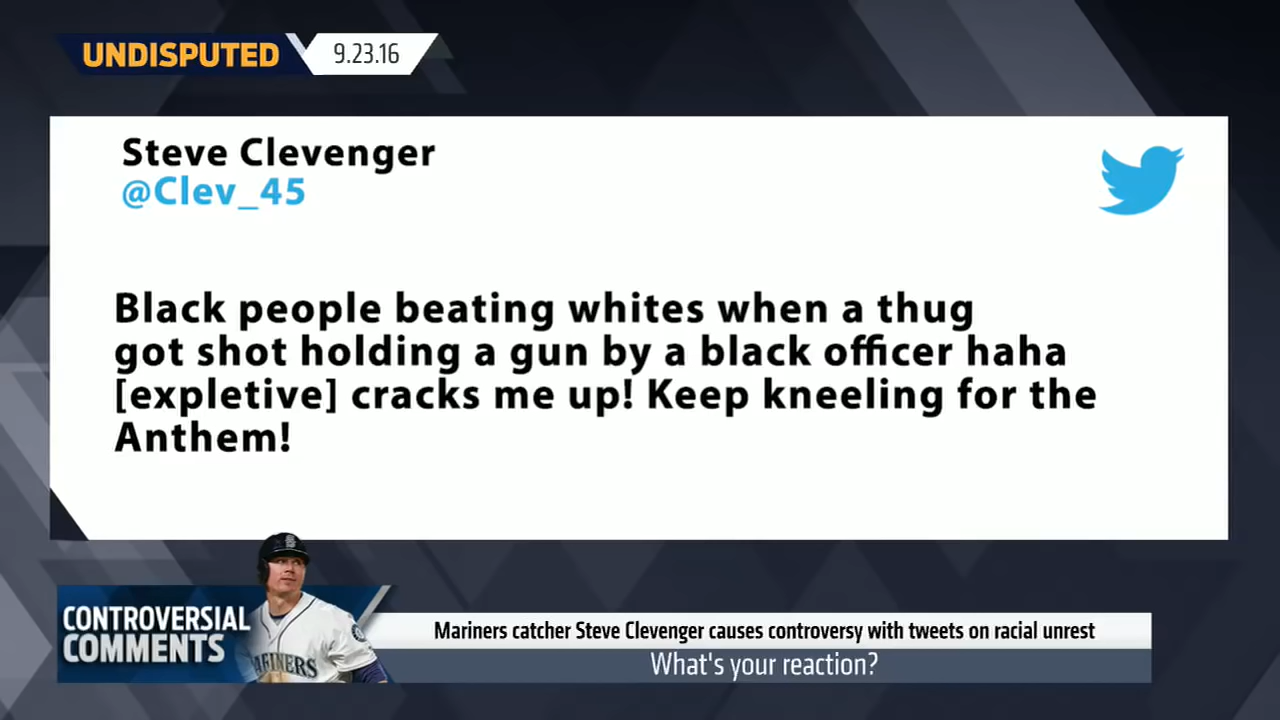 UNDISPUTED 9.23.16
Steve Clevenger
@Clev_45
Black people beating whites when a thug
got shot holding a gun by a black officer haha
[expletive] cracks me up! Keep kneeling for the
Anthem!
CONTROVERSIAL
COMMENTS
MARINERS
Mariners catcher Steve Clevenger causes controversy with tweets on racial unrest
What's your reaction?